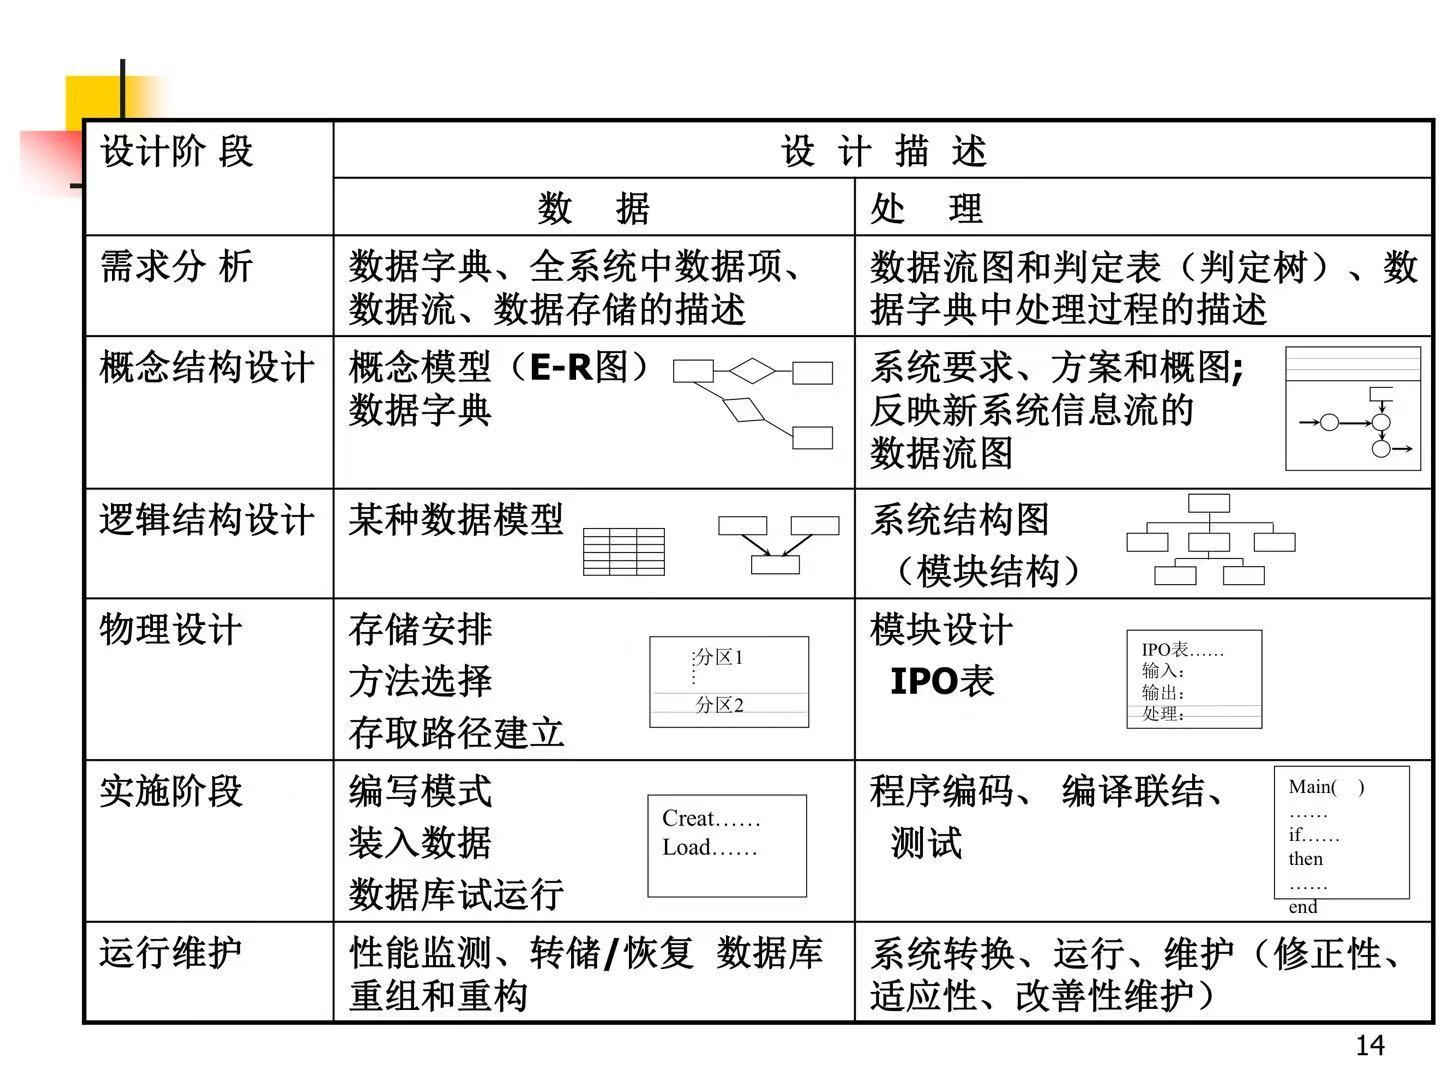 设计阶 段
设 计 描 述
数 据
处 理
需求分 析
数据字典、全系统中数据项、
数据流、数据存储的描述
数据流图和判定表（判定树）、数
据字典中处理过程的描述
概念结构设计
概念模型（E-R图）
数据字典
系统要求、方案和概图;
反映新系统信息流的
数据流图
逻辑结构设计
某种数据模型
系统结构图
（模块结构）
物理设计
存储安排
方法选择
存取路径建立
分区1
……
分区2
模块设计
IPO表
IPO表……
输入:
输出:
处理:
实施阶段
编写模式
装入数据
数据库试运行
Creat……
Load……
程序编码、 编译联结、
测试
Main( )
……
if……
then
……
end
运行维护
性能监测、转储/恢复 数据库
重组和重构
系统转换、运行、维护（修正性、
适应性、改善性维护）
14